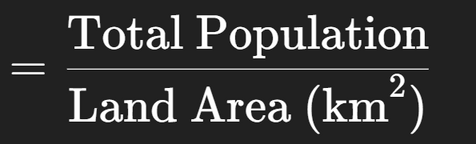 = Total Population
Land Area (km²)